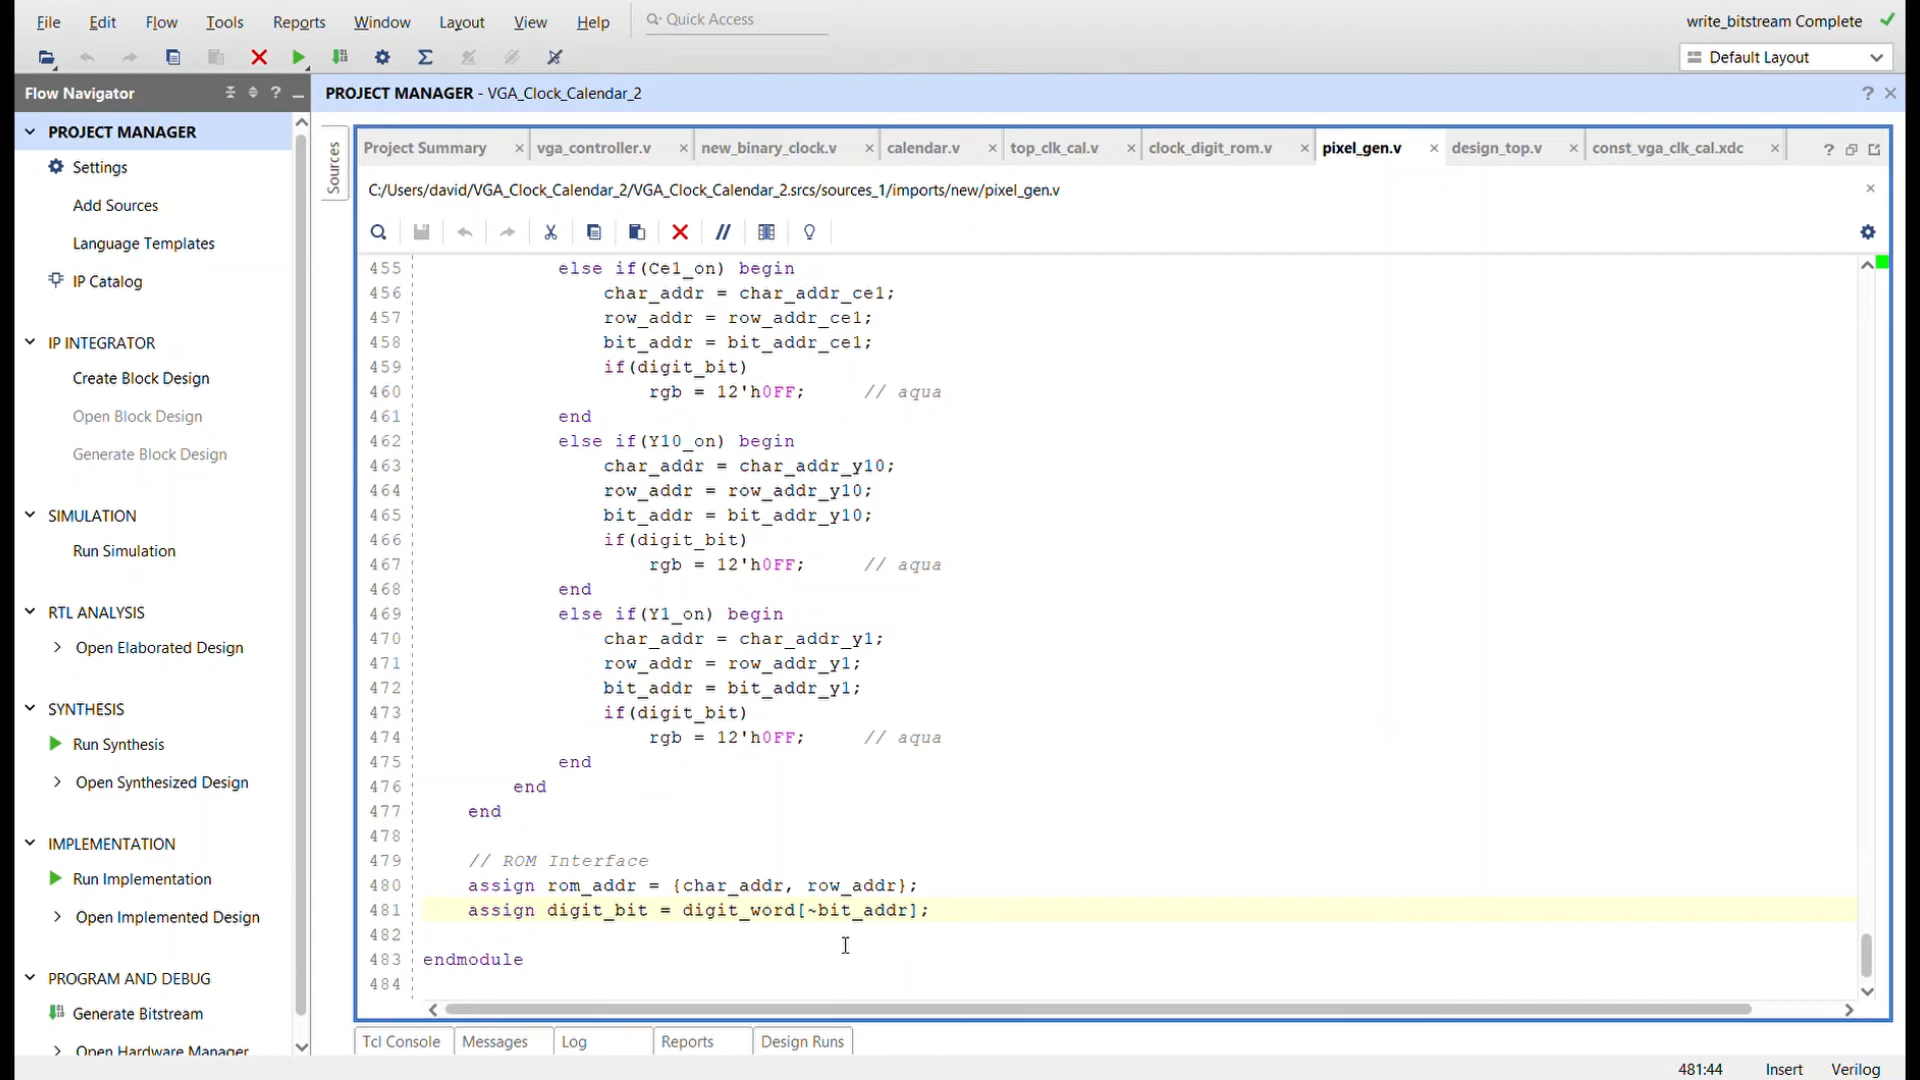 File Edit Flow Tools Reports Window Layout View Help Quick Access write_bitstream Complete
Default Layout
Flow Navigator ? PROJECT MANAGER - VGA_Clock_Calendar_2 ?
PROJECT MANAGER
Settings
Add Sources
Language Templates
IP Catalog
IP INTEGRATOR
Create Block Design
Open Block Design
Generate Block Design
SIMULATION
Run Simulation
RTL ANALYSIS
Open Elaborated Design
SYNTHESIS
Run Synthesis
Open Synthesized Design
IMPLEMENTATION
Run Implementation
Open Implemented Design
PROGRAM AND DEBUG
Generate Bitstream
Open Hardware Manager
Sources
Project Summary vga_controller.v new_binary_clock.v calendar.v top_clk_cal.v clock_digit_rom.v pixel_gen.v design_top.v const_vga_clk_cal.xdc ?
C:/Users/david/VGA_Clock_Calendar_2/VGA_Clock_Calendar_2.srcs/sources_1/imports/new/pixel_gen.v
455 else if(Ce1_on) begin
456 char_addr = char_addr_ce1;
457 row_addr = row_addr_ce1;
458 bit_addr = bit_addr_ce1;
459 if(digit_bit)
460 rgb = 12'h0FF; // aqua
461 end
462 else if(Y10_on) begin
463 char_addr = char_addr_y10;
464 row_addr = row_addr_y10;
465 bit_addr = bit_addr_y10;
466 if(digit_bit)
467 rgb = 12'h0FF; // aqua
468 end
469 else if(Y1_on) begin
470 char_addr = char_addr_y1;
471 row_addr = row_addr_y1;
472 bit_addr = bit_addr_y1;
473 if(digit_bit)
474 rgb = 12'h0FF; // aqua
475 end
476 end
477 end
478
479 // ROM Interface
480 assign rom_addr = {char_addr, row_addr};
481 assign digit_bit = digit_word[~bit_addr];
482
483 endmodule
484
Tcl Console Messages Log Reports Design Runs
481:44 Insert Verilog